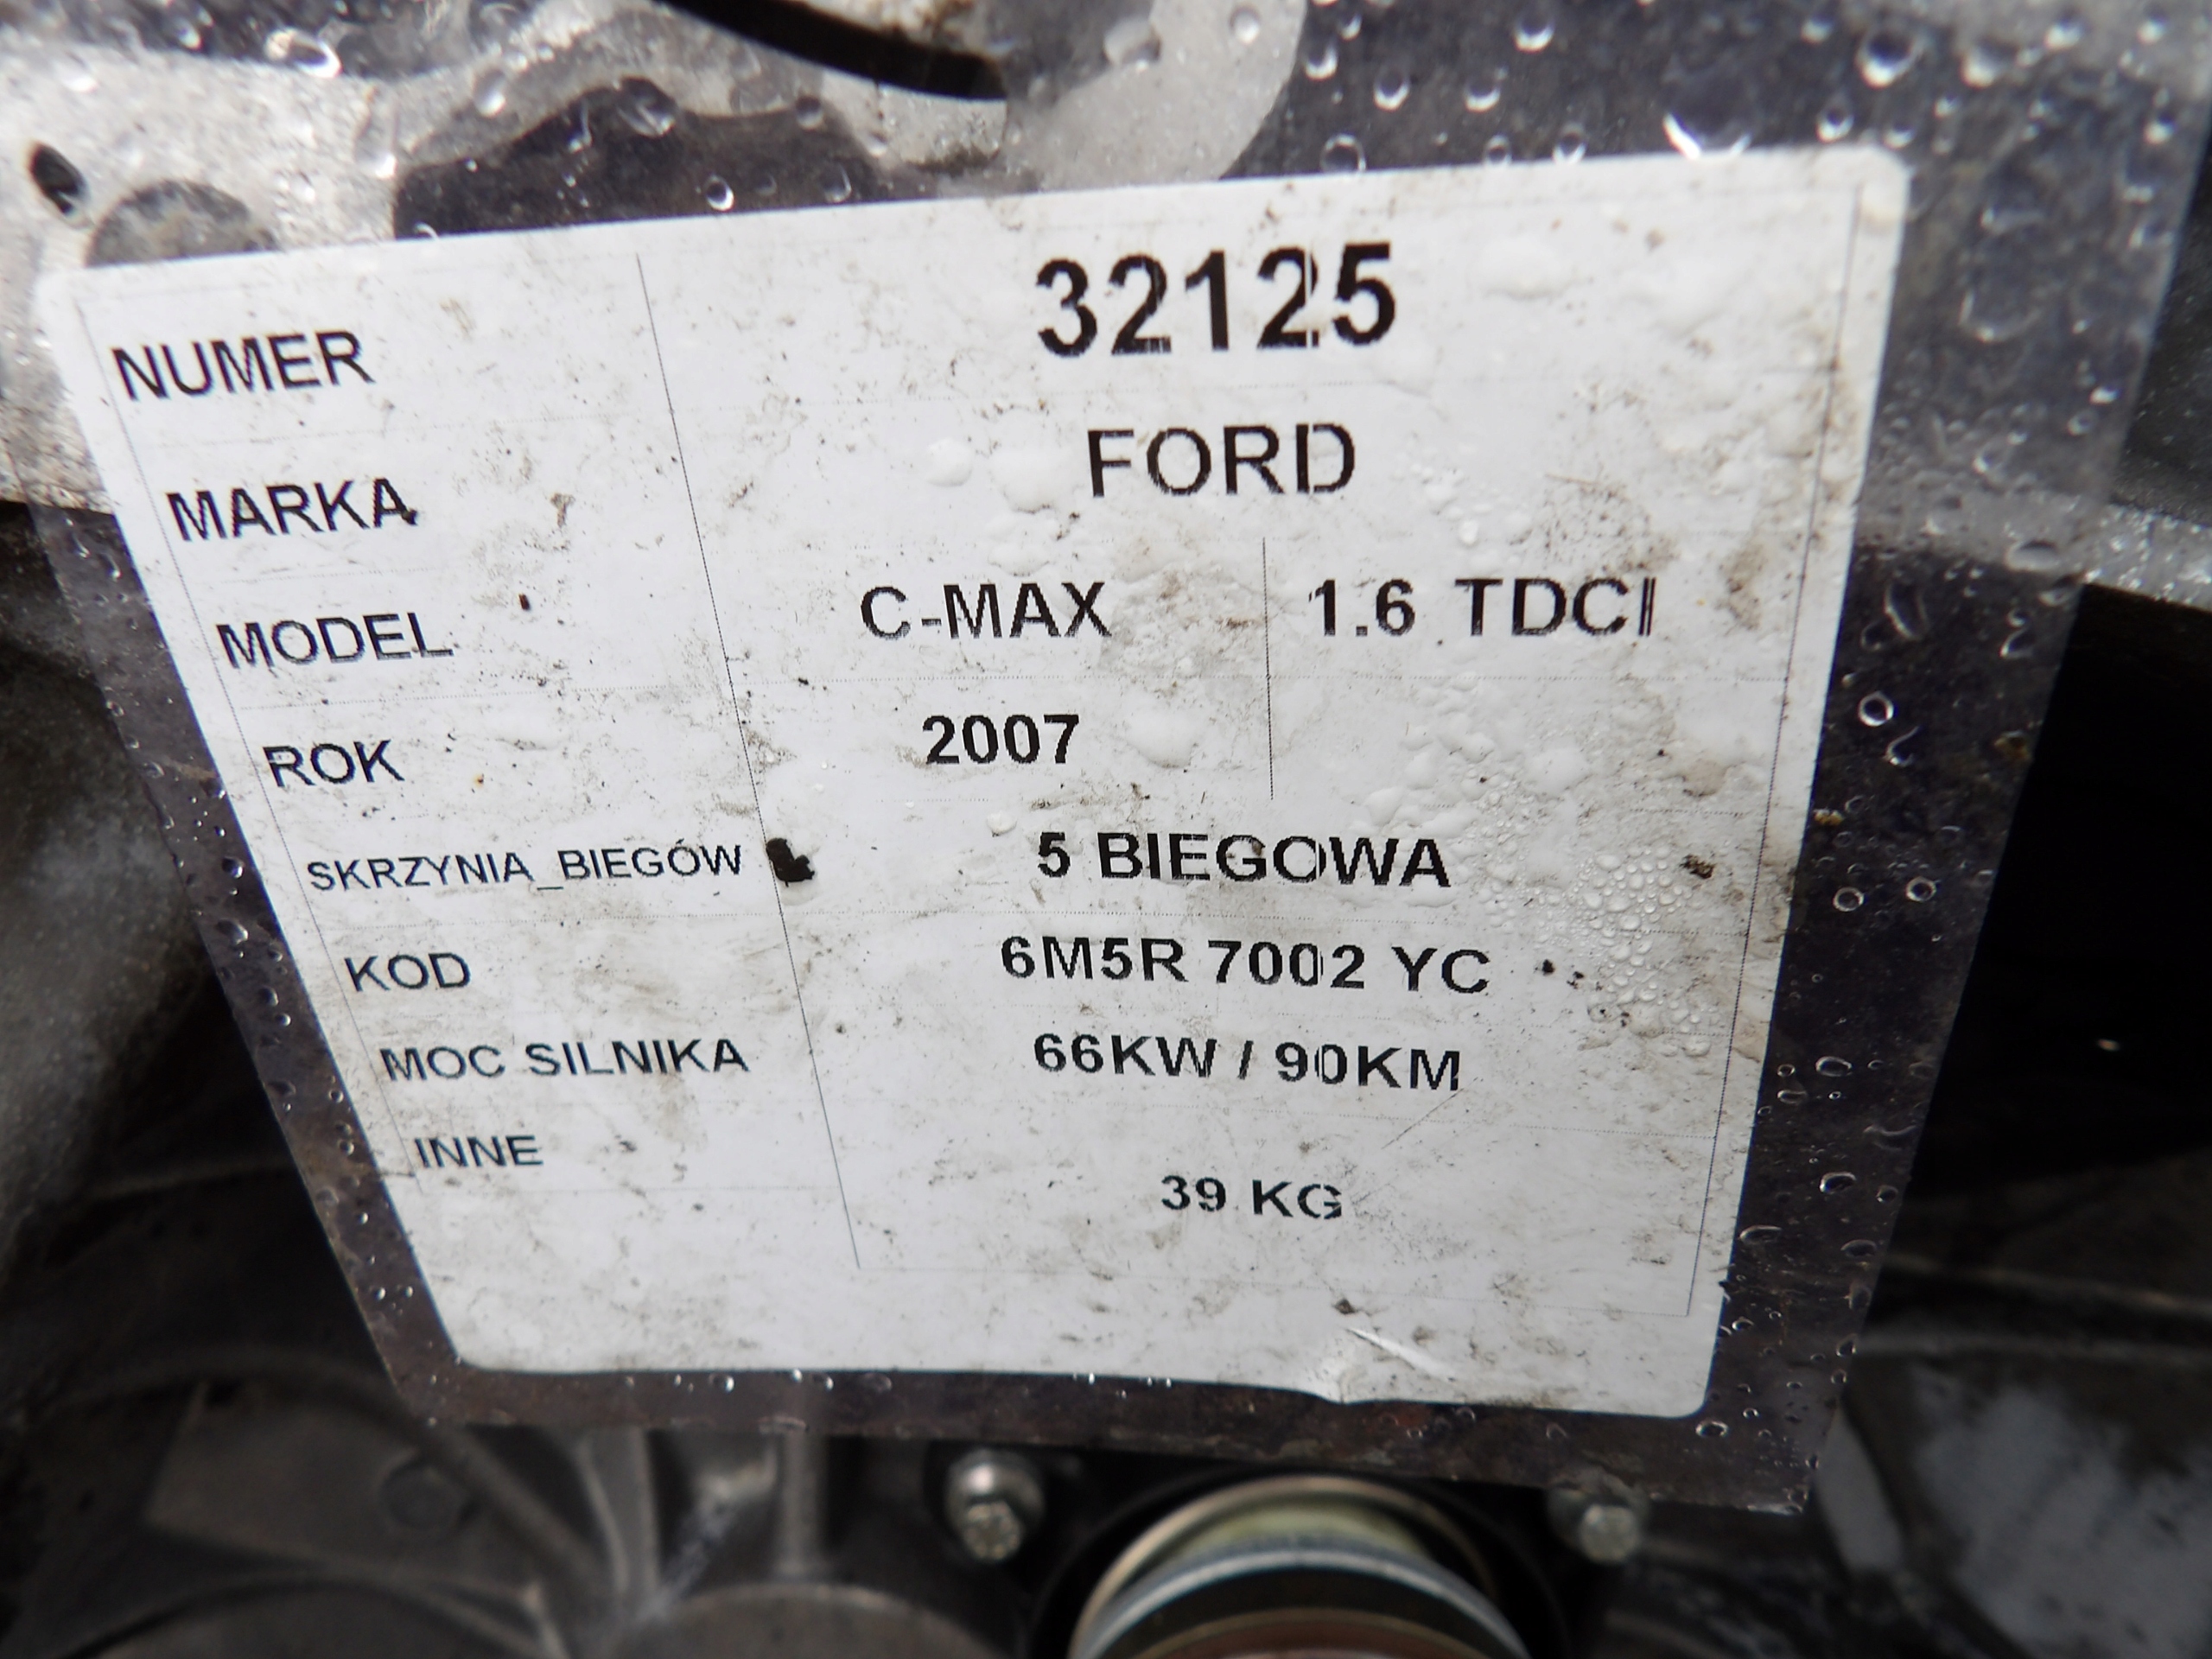 NUMER 32125
MARKA FORD
MODEL C-MAX 1.6 TDCI
ROK 2007
SKRZYNIA_BIEGÓW 5 BIEGOWA
KOD 6M5R 7002 YC
MOC SILNIKA 66KW / 90KM
INNE 39 KG